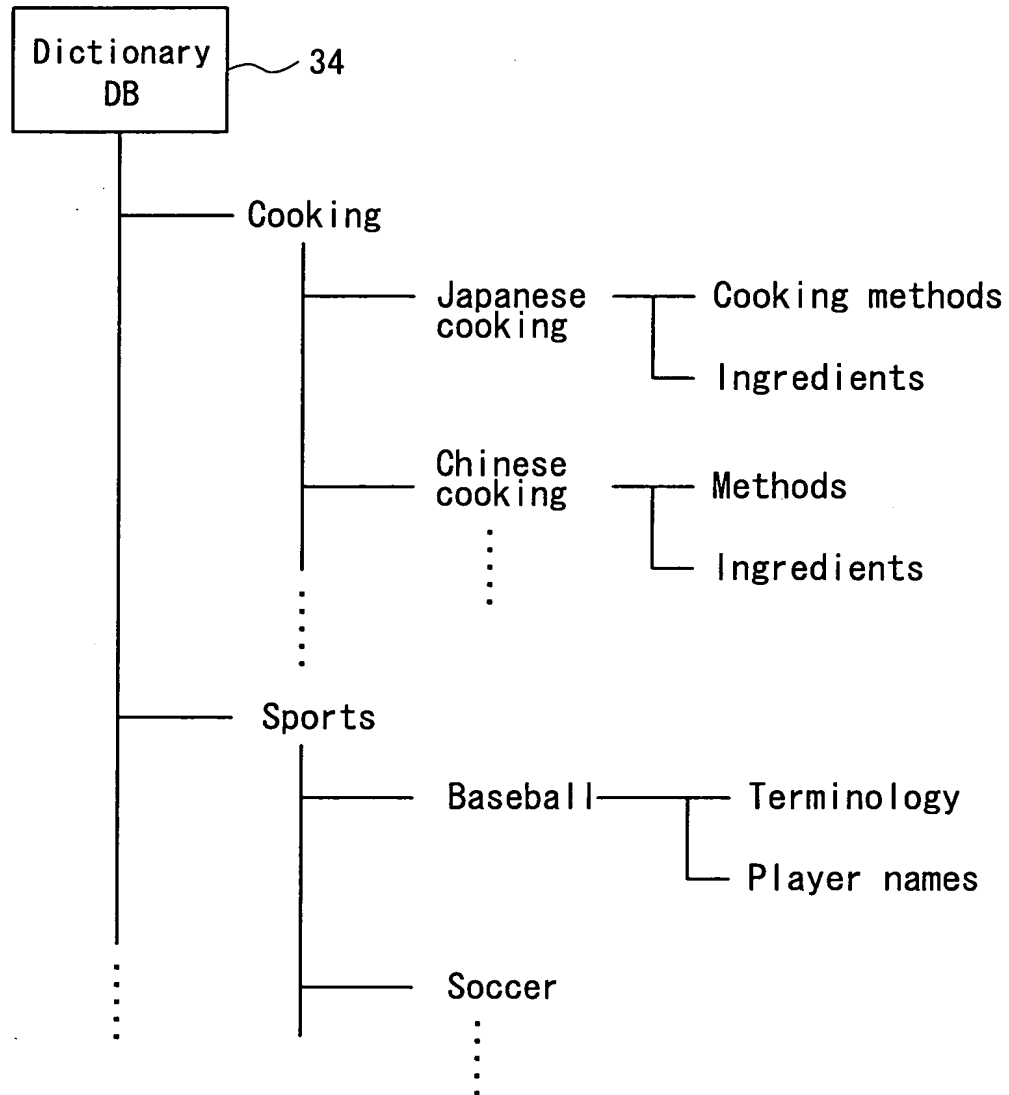 Dictionary
DB
34
Cooking
Japanese
cooking
Cooking methods
Ingredients
Chinese
cooking
Methods
Ingredients
Sports
Baseball
Terminology
Player names
Soccer